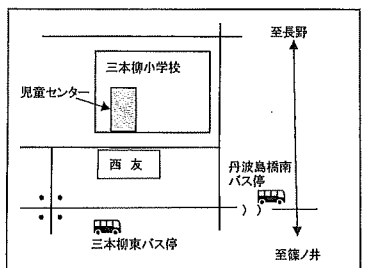 至長野
三本柳小学校
児童センター
西友
丹波島橋南
バス停
三本柳東バス停
至篠ノ井